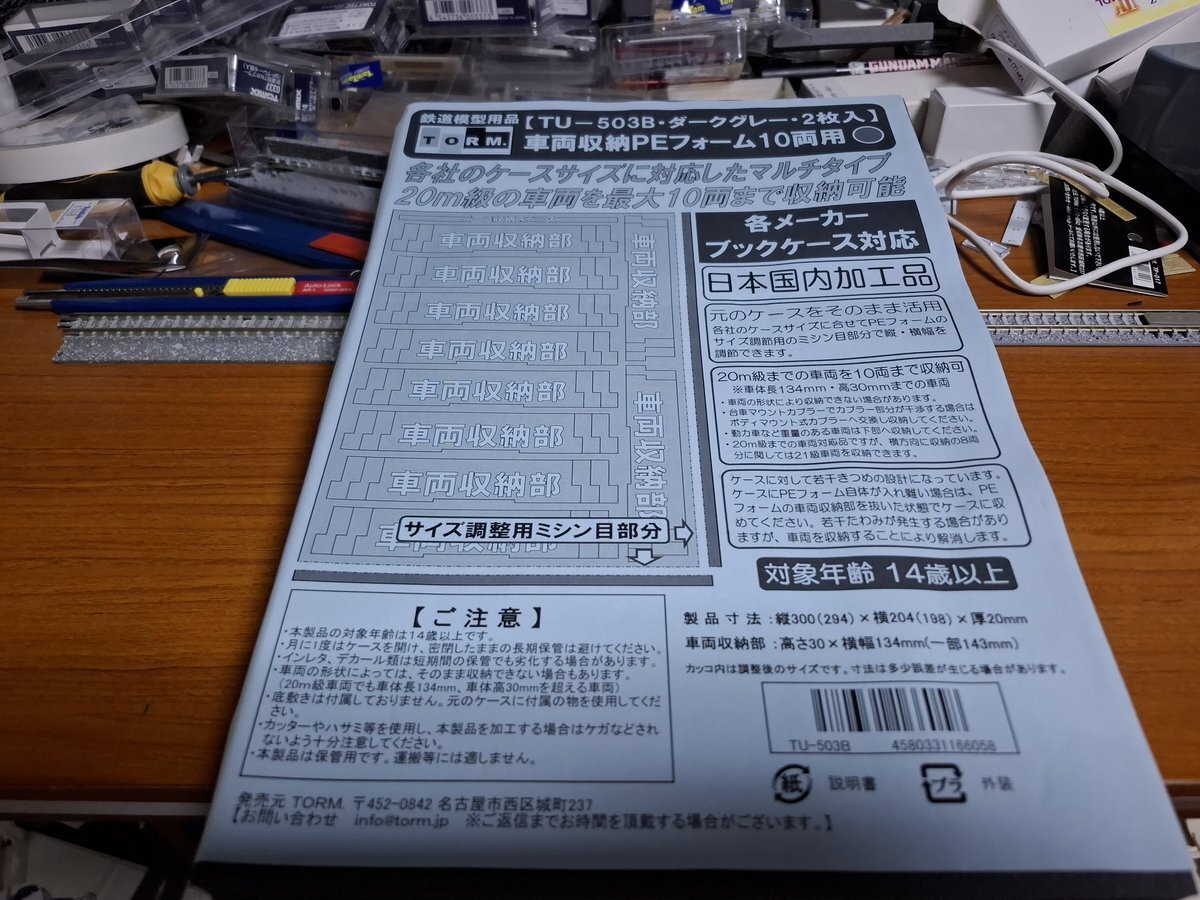 鉄道模型用品【TU-503B・ダークグレー・2枚入】
TORM. 車両収納PEフォーム10両用
各社のケースサイズに対応したマルチタイプ
20m級の車両を最大10両まで収納可能
車両収納部
車両収納部
車両収納部
車両収納部
車両収納部
車両収納部
車両収納部
車両収納部
車両収納部
車両収納部
サイズ調整用ミシン目部分
各メーカー
ブックケース対応
日本国内加工品
元のケースをそのまま活用
各社のケースサイズに合せてPEフォームの
サイズ調節用のミシン目部分で縦・横幅を
調節できます。
20m級までの車両を10両まで収納可
※車体長134mm・高30mmまでの車両
・車両の形状により収納できない場合があります。
・台車マウントカプラーでカプラー部分が干渉する場合は
ボディマウント式カプラーへ交換し収納してください。
・動力車など重量のある車両は下部へ収納してください。
・20m級までの車両対応品ですが、横方向に収納の8両
分に関しては21級車両を収納できます。
ケースに対して若干きつめの設計になっています。
ケースにPEフォーム自体が入れ難い場合は、PE
フォームの車両収納部を抜いた状態でケースに収
めてください。若干たわみが発生する場合があり
ますが、車両を収納することにより解消します。
対象年齢 14歳以上
【ご注意】
・本製品の対象年齢は14歳以上です。
・月に1度はケースを開け、密閉したままの長期保管は避けてください。
・インレタ、デカール類は短期間の保管でも劣化する場合があります。
・車両の形状によっては、そのまま収納できない場合もあります。
(20m級車両でも車体長134mm、車体高30mmを超える車両)
・底敷きは付属しておりません。元のケースに付属の物を使用してくだ
さい。
・カッターやハサミ等を使用し、本製品を加工する場合はケガなどされ
ないよう十分注意してください。
・本製品は保管用です。運搬等には適しません。
製品寸法:縦300(294)×横204(198)×厚20mm
車両収納部:高さ30×横幅134mm(一部143mm)
カッコ内は調整後のサイズです。寸法は多少誤差が生じる場合があります。
TU-503B 4580331166058
紙 説明書 プラ 外装
発売元 TORM. 〒452-0842 名古屋市西区城町237
【お問い合わせ info@torm.jp ※ご返信までお時間を頂戴する場合がございます。】
TOMIX
0337
Auto-Lock
GUNDAM